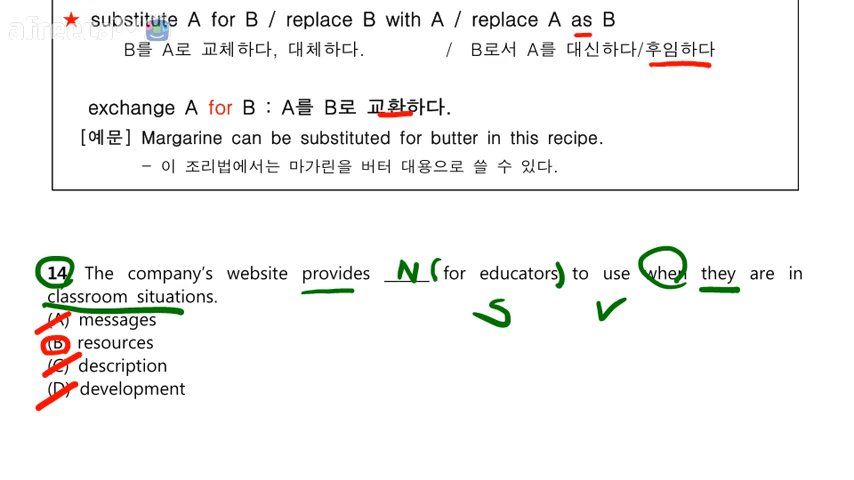 afreecaTV
★ substitute A for B / replace B with A / replace A as B
B를 A로 교체하다, 대체하다. / B로서 A를 대신하다/후임하다
exchange A for B : A를 B로 교환하다.
[예문] Margarine can be substituted for butter in this recipe.
- 이 조리법에서는 마가린을 버터 대용으로 쓸 수 있다.
14 The company's website provides _____ N (for educators) to use when they are in
classroom situations.
S V
(A) messages
(B) resources
(C) description
(D) development